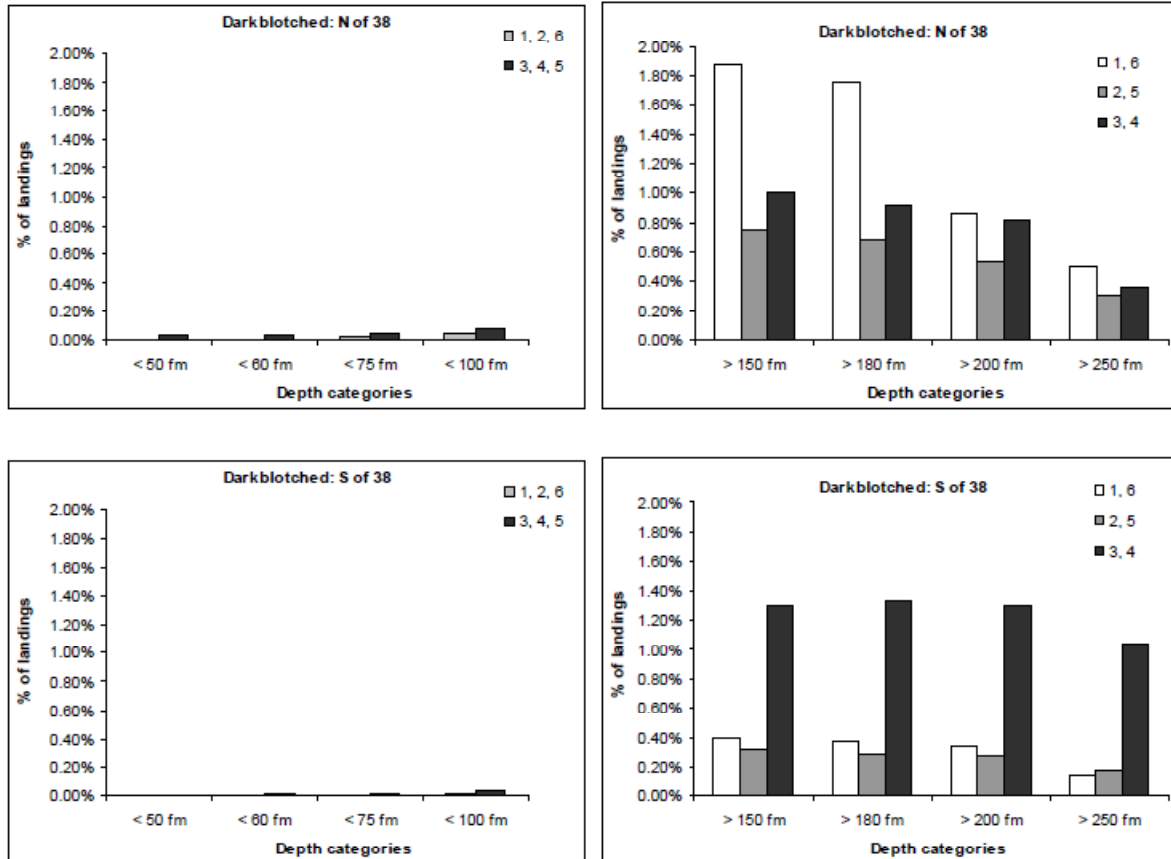 Darkblotched: N of 38
1, 2, 6
3, 4, 5
2.00%
1.80%
1.60%
1.40%
1.20%
1.00%
0.80%
0.60%
0.40%
0.20%
0.00%
% of landings
< 50 fm < 60 fm < 75 fm < 100 fm
Depth categories
Darkblotched: N of 38
1, 6
2, 5
3, 4
2.00%
1.80%
1.60%
1.40%
1.20%
1.00%
0.80%
0.60%
0.40%
0.20%
0.00%
% of landings
> 150 fm > 180 fm > 200 fm > 250 fm
Depth categories
Darkblotched: S of 38
1, 2, 6
3, 4, 5
2.00%
1.80%
1.60%
1.40%
1.20%
1.00%
0.80%
0.60%
0.40%
0.20%
0.00%
% of landings
< 50 fm < 60 fm < 75 fm < 100 fm
Depth categories
Darkblotched: S of 38
1, 6
2, 5
3, 4
2.00%
1.80%
1.60%
1.40%
1.20%
1.00%
0.80%
0.60%
0.40%
0.20%
0.00%
% of landings
> 150 fm > 180 fm > 200 fm > 250 fm
Depth categories